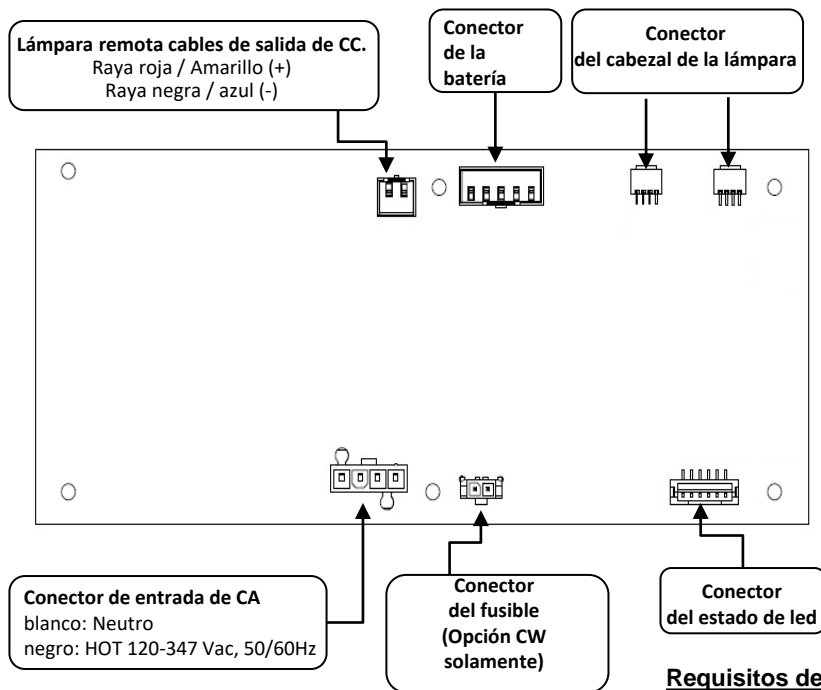 Lámpara remota cables de salida de CC.
Raya roja / Amarillo (+)
Raya negra / azul (-)
Conector
de la
batería
Conector
del cabezal de la lámpara
Conector de entrada de CA
blanco: Neutro
negro: HOT 120-347 Vac, 50/60Hz
Conector
del fusible
(Opción CW
solamente)
Conector
del estado de led
Requisitos de